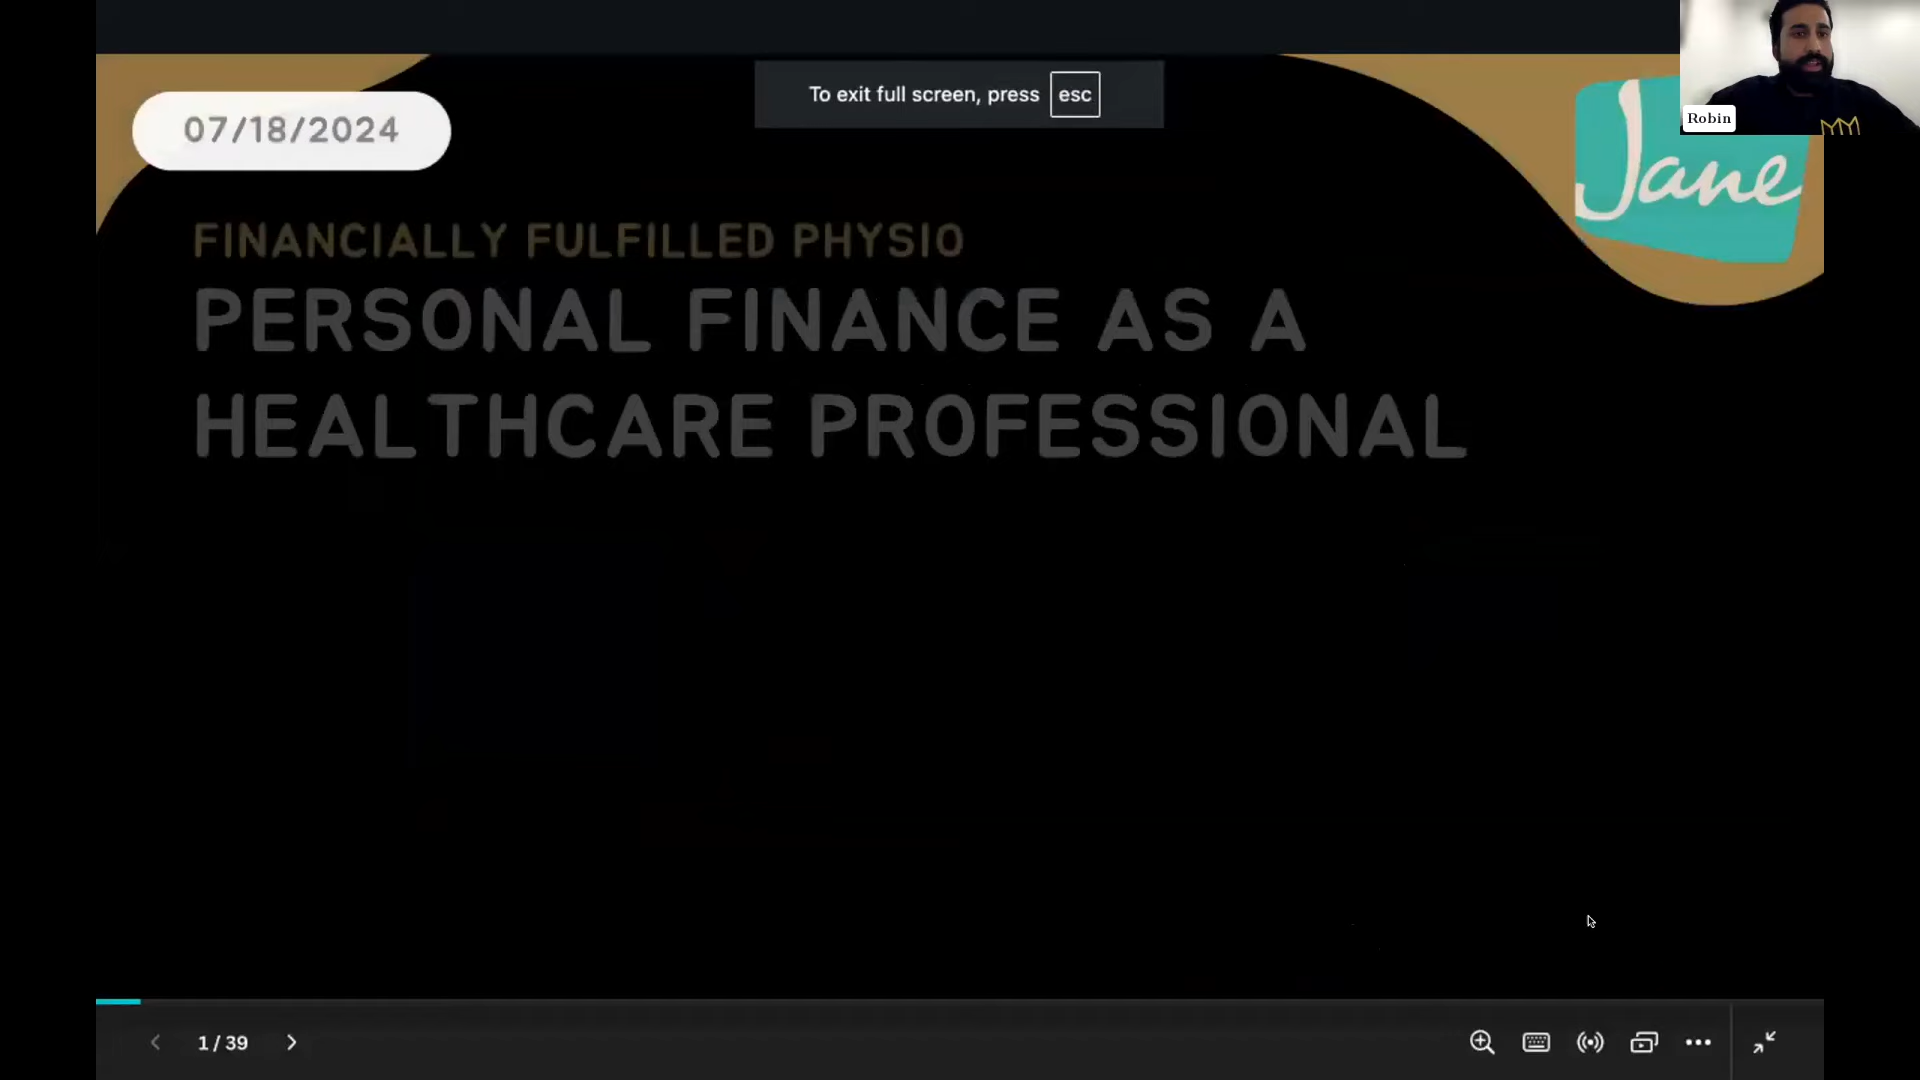 To exit full screen, press esc
Robin
07/18/2024
Jane
FINANCIALLY FULFILLED PHYSIO
PERSONAL FINANCE AS A
HEALTHCARE PROFESSIONAL
1 / 39